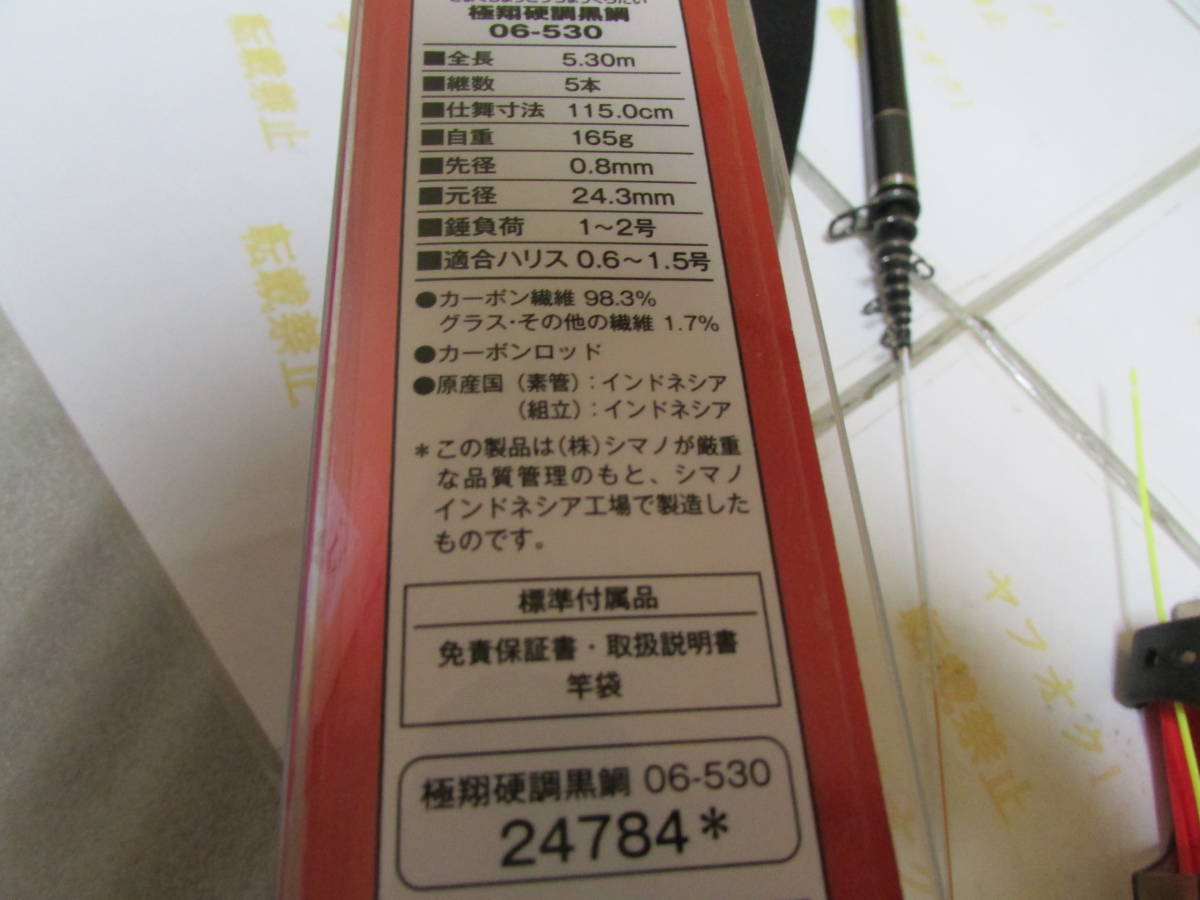 極翔硬調黒鯛
06-530
■全長 5.30m
■継数 5本
■仕舞寸法 115.0cm
■自重 165g
■先径 0.8mm
■元径 24.3mm
■錘負荷 1〜2号
■適合ハリス 0.6〜1.5号
●カーボン繊維 98.3%
グラス・その他の繊維 1.7%
●カーボンロッド
●原産国（素管）：インドネシア
（組立）：インドネシア
＊この製品は（株）シマノが厳重
な品質管理のもと、シマノ
インドネシア工場で製造した
ものです。
標準付属品
免責保証書・取扱説明書
竿袋
極翔硬調黒鯛 06-530
24784*
転載禁止
転載禁止
ヤフオク！
転載禁止